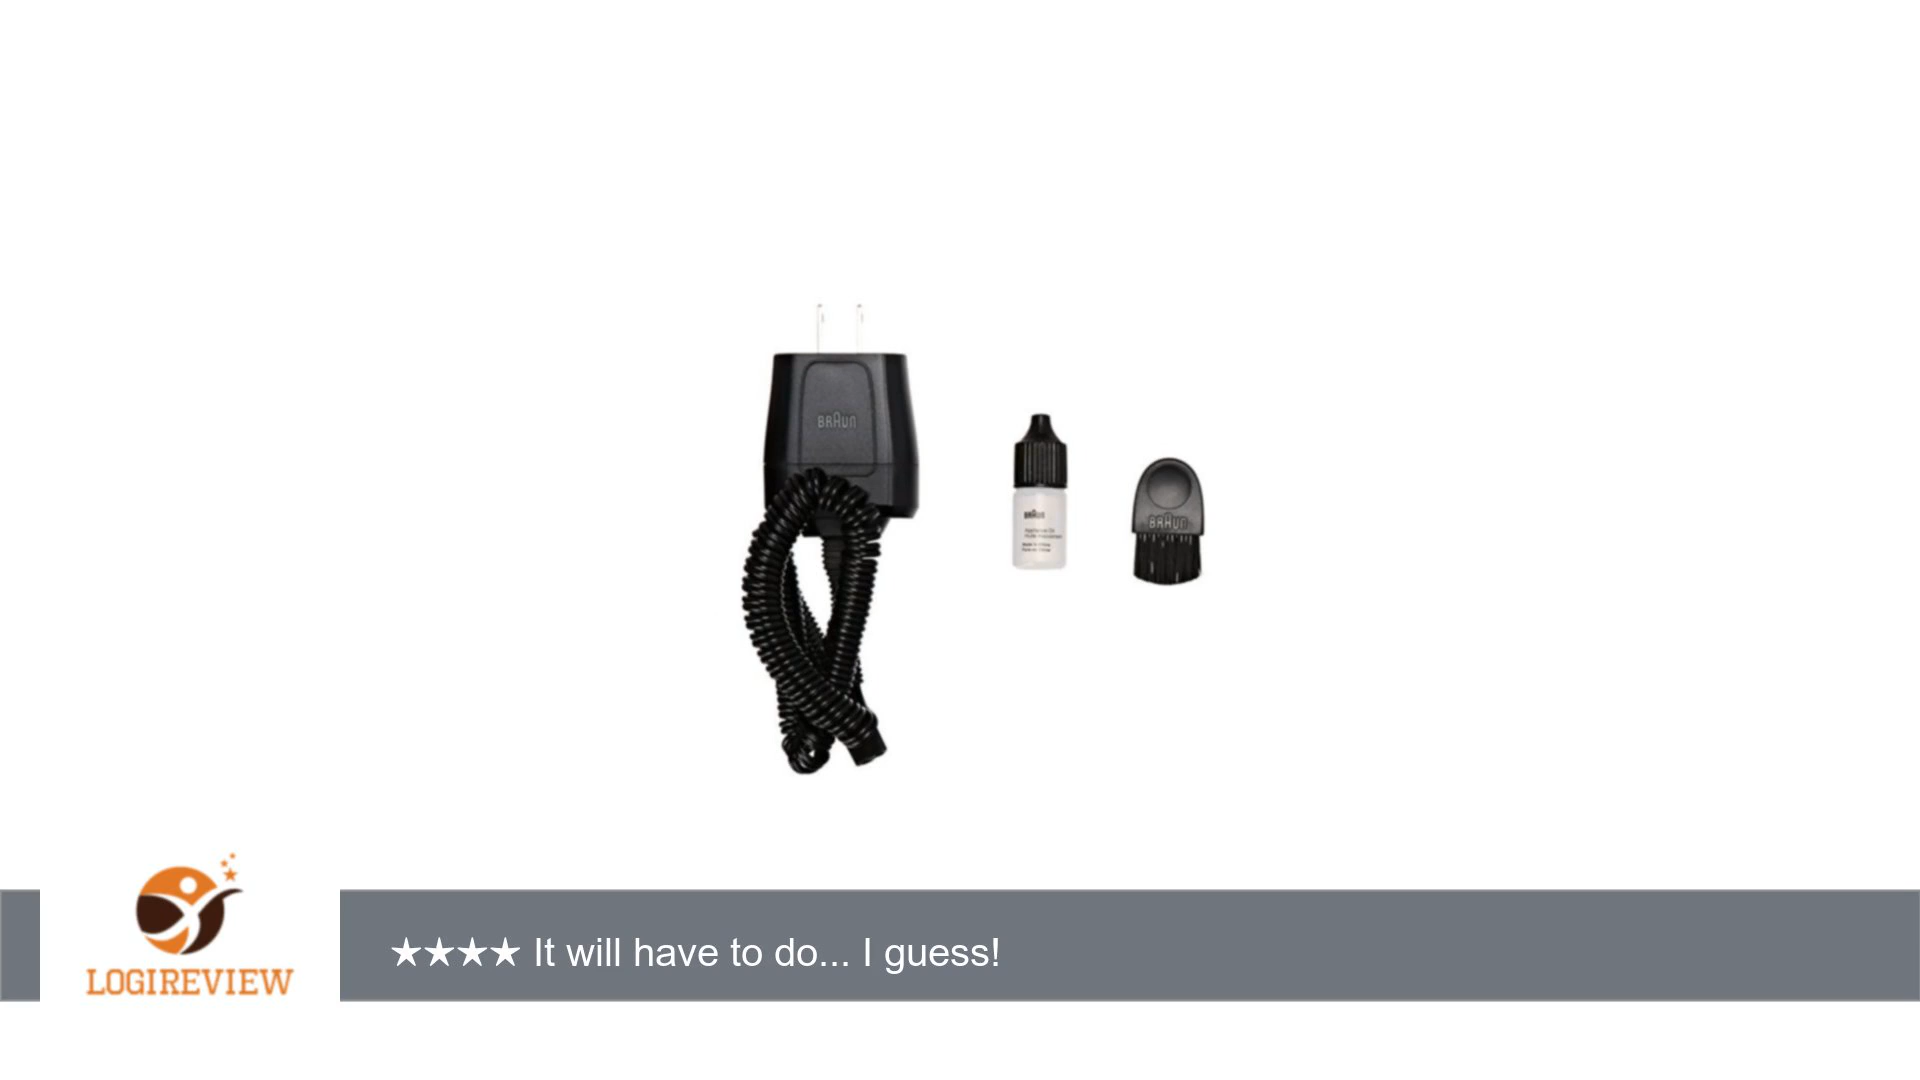 BRAUN
BRAUN
BRAUN
LOGIREVIEW
★★★★ It will have to do... I guess!